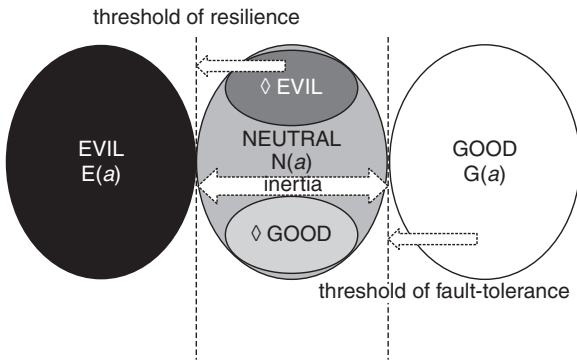 threshold of resilience
◊ EVIL
EVIL
E(a)
NEUTRAL
N(a)
inertia
GOOD
G(a)
◊ GOOD
threshold of fault-tolerance